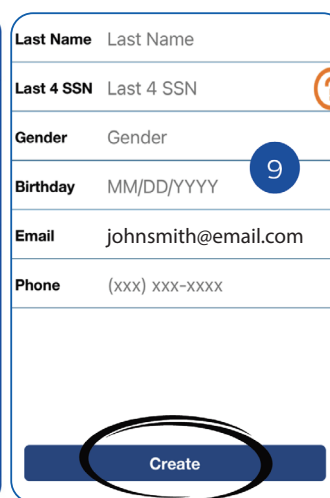 Last Name Last Name
Last 4 SSN Last 4 SSN
Gender Gender
9
Birthday MM/DD/YYYY
Email johnsmith@email.com
Phone (xxx) xxx-xxxx
Create